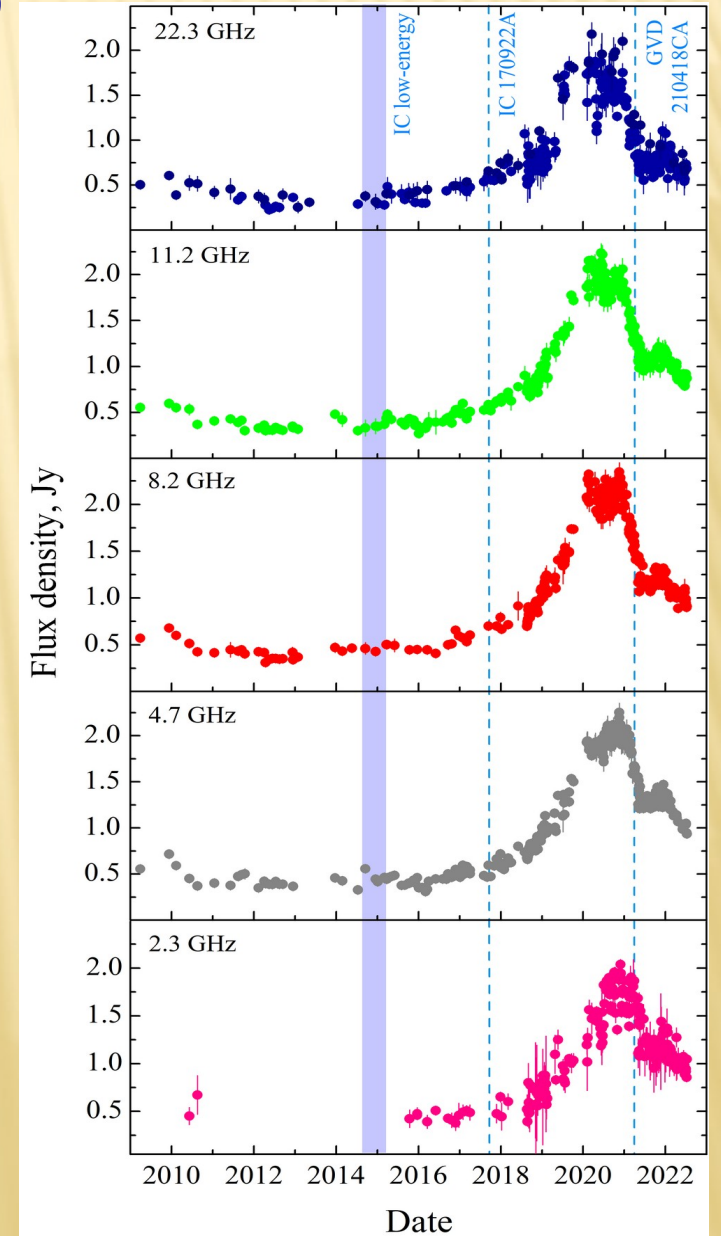 22.3 GHz
IC low-energy
IC 170922A
GVD
210418CA
2.0
1.5
1.0
0.5
11.2 GHz
2.0
1.5
1.0
0.5
8.2 GHz
2.0
1.5
1.0
0.5
4.7 GHz
2.0
1.5
1.0
0.5
2.3 GHz
2.0
1.5
1.0
0.5
Flux density, Jy
2010 2012 2014 2016 2018 2020 2022
Date